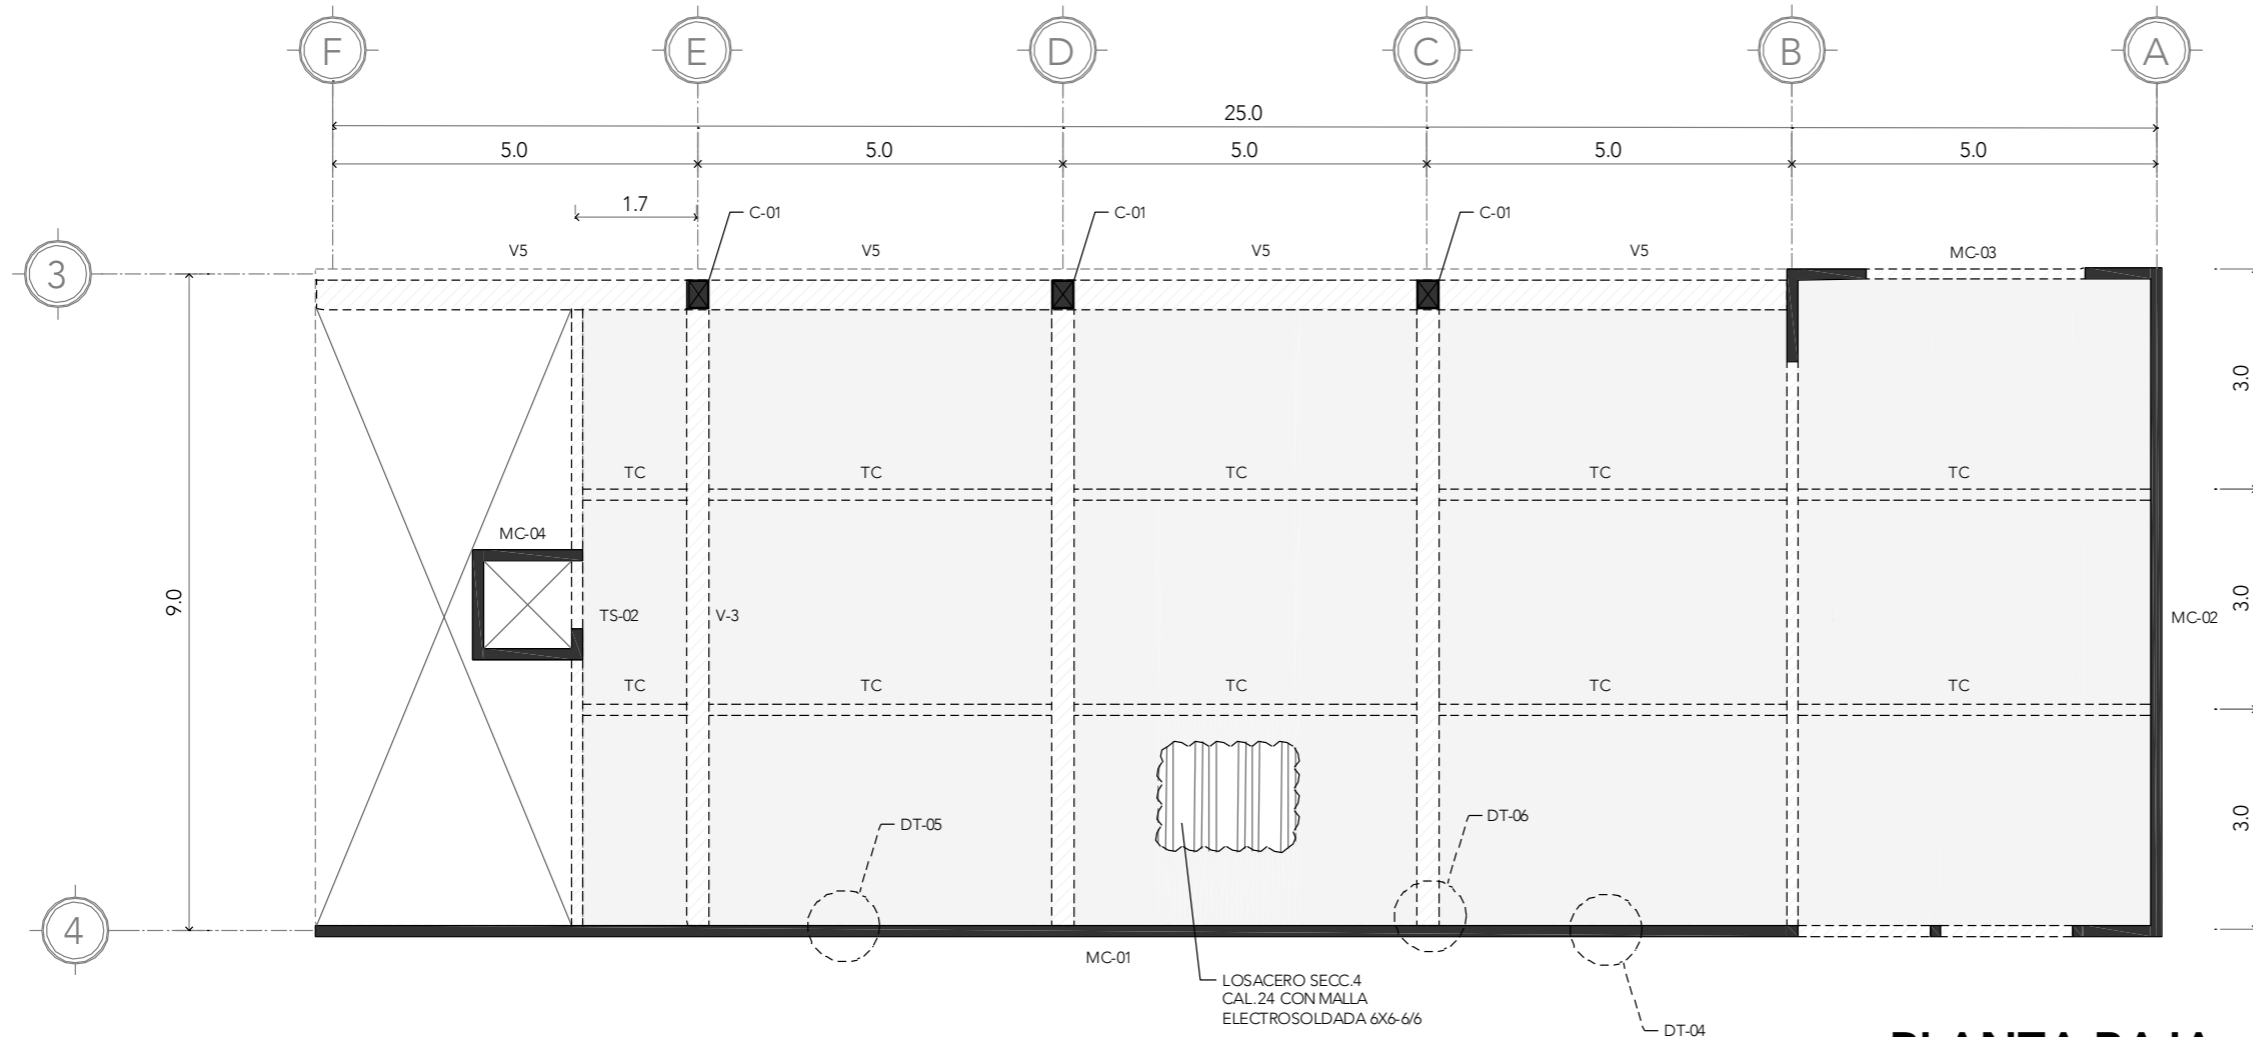 F E D C B A
25.0
5.0 5.0 5.0 5.0 5.0
1.7
C-01 C-01 C-01
V5 V5 V5 V5 MC-03
3
3.0
TC TC TC TC TC
MC-04
9.0
TS-02 V-3
3.0
MC-02
TC TC TC TC TC
3.0
DT-05
DT-06
4
MC-01
LOSACERO SECC.4
CAL.24 CON MALLA
ELECTROSOLDADA 6X6-6/6
DT-04
PLANTA BAJA